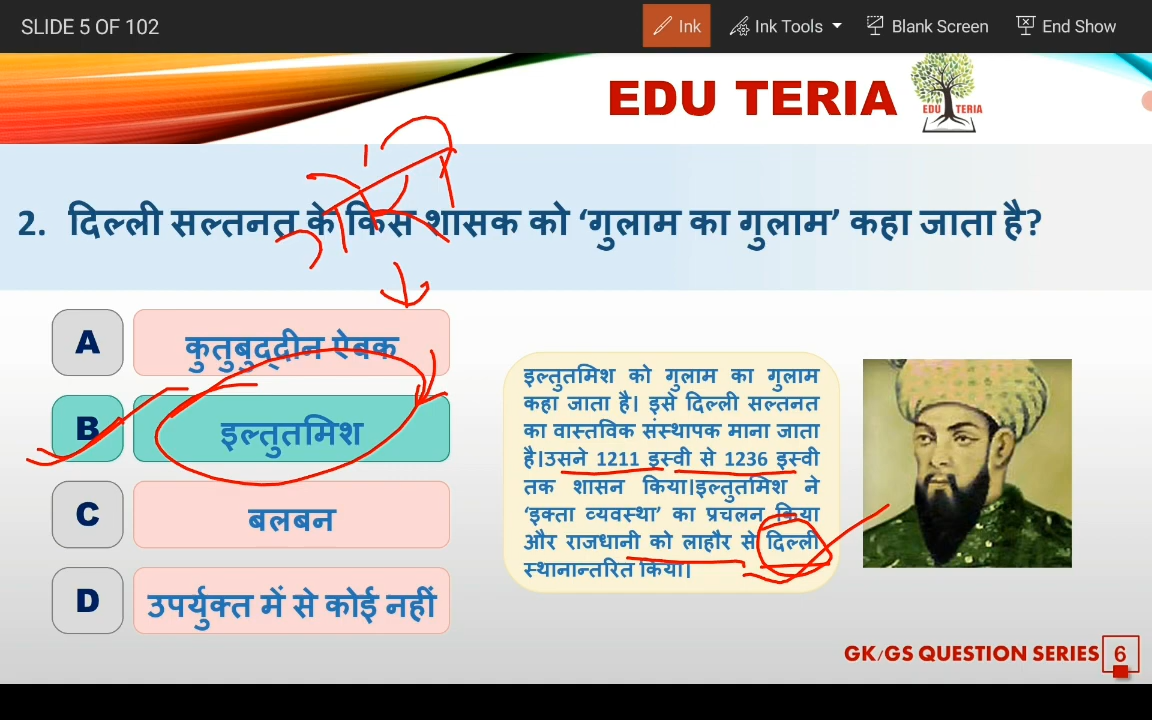 SLIDE 5 OF 102
Ink
Ink Tools
Blank Screen
End Show
EDU TERIA
EDU TERIA
2. दिल्ली सल्तनत के किस शासक को ‘गुलाम का गुलाम’ कहा जाता है?
A
कुतुबुद्दीन ऐबक
B
इल्तुतमिश
C
बलबन
D
उपर्युक्त में से कोई नहीं
इल्तुतमिश को गुलाम का गुलाम
कहा जाता है। इसे दिल्ली सल्तनत
का वास्तविक संस्थापक माना जाता
है।उसने 1211 इस्वी से 1236 इस्वी
तक शासन किया।इल्तुतमिश ने
‘इक्ता व्यवस्था’ का प्रचलन किया
और राजधानी को लाहौर से दिल्ली
स्थानान्तरित किया।
GK/GS QUESTION SERIES 6